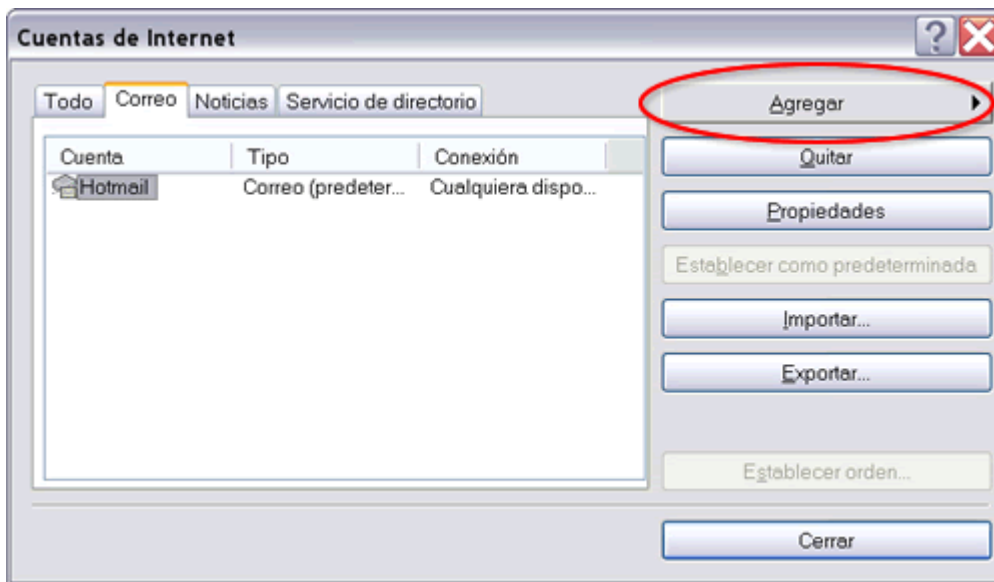 Cuentas de Internet
?
Todo Correo Noticias Servicio de directorio
Agregar
Cuenta Tipo Conexión
Hotmail Correo (predeter... Cualquiera dispo...
Quitar
Propiedades
Establecer como predeterminada
Importar...
Exportar...
Establecer orden...
Cerrar